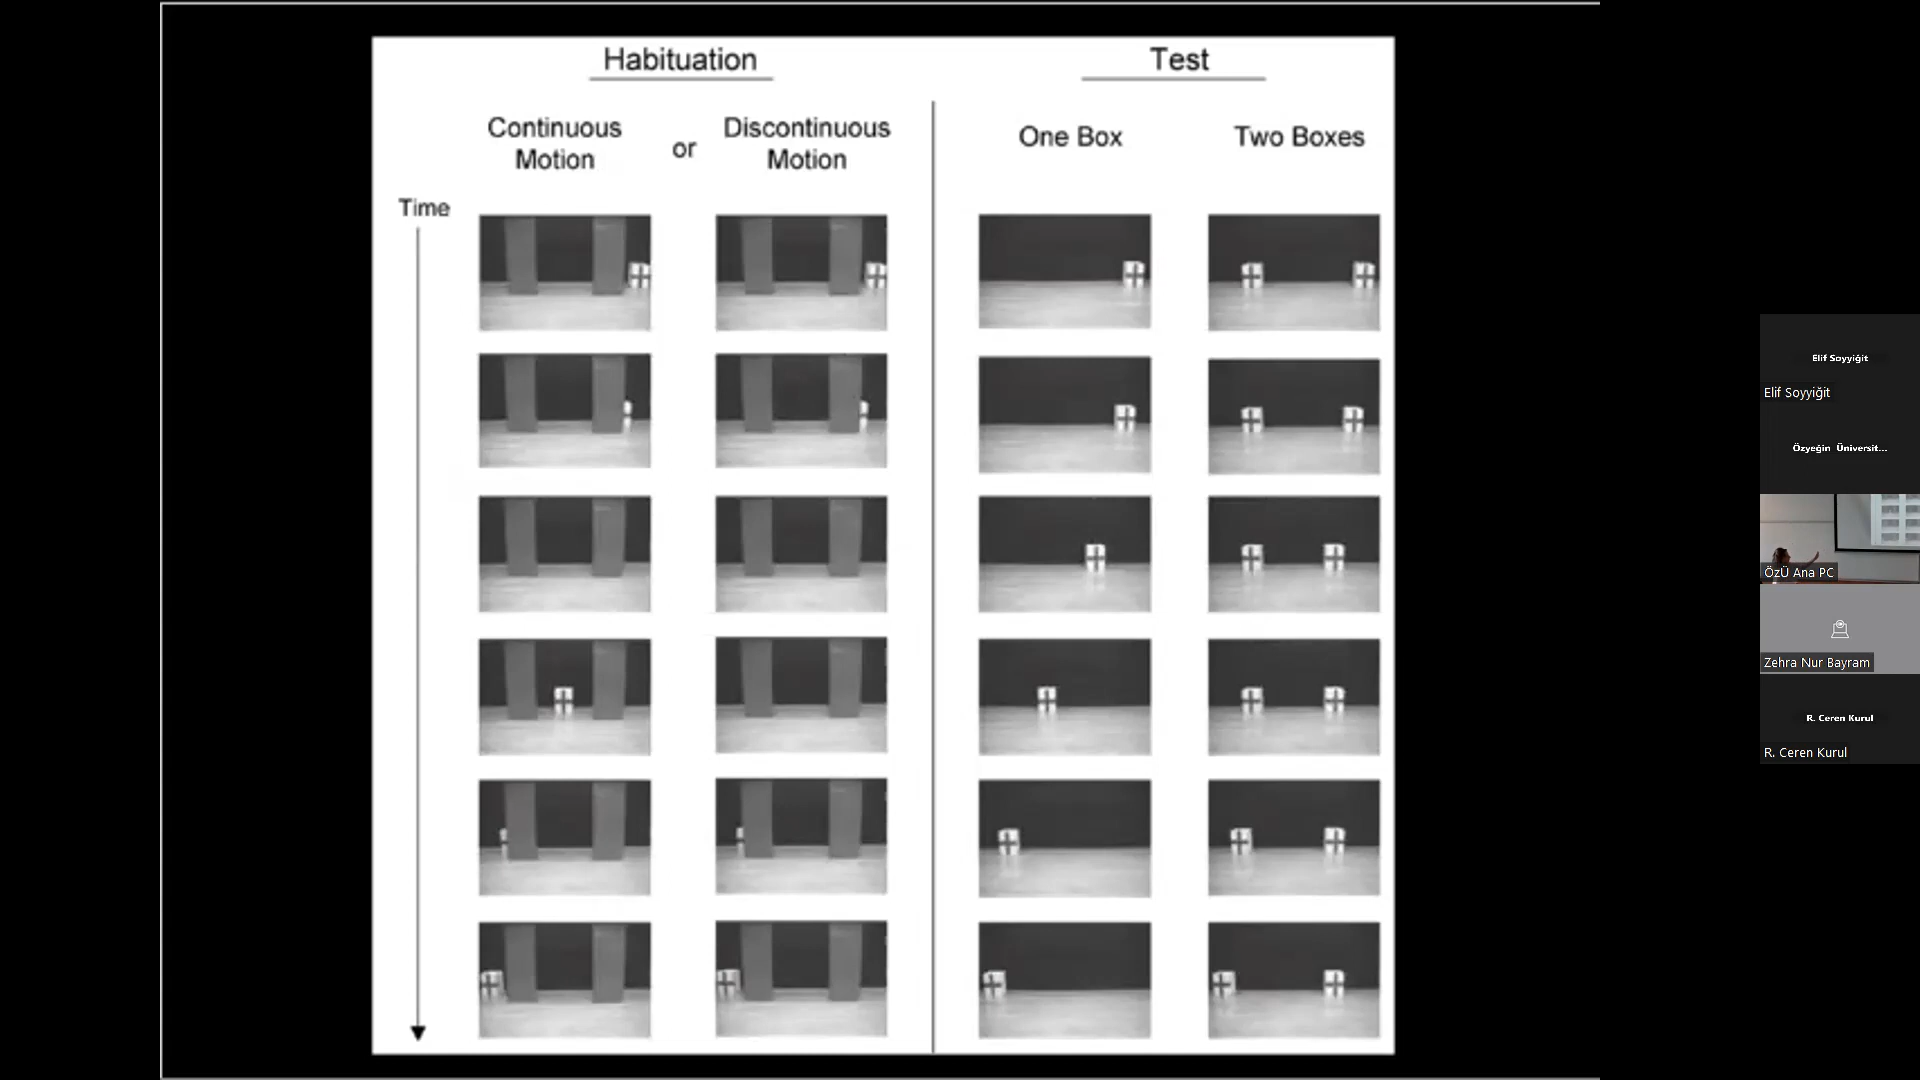 Habituation
Test
Continuous
Motion
or
Discontinuous
Motion
One Box
Two Boxes
Time
Elif Soyyiğit
Elif Soyyiğit
Özyeğin Üniversit...
ÖzÜ Ana PC
Zehra Nur Bayram
R. Ceren Kurul
R. Ceren Kurul